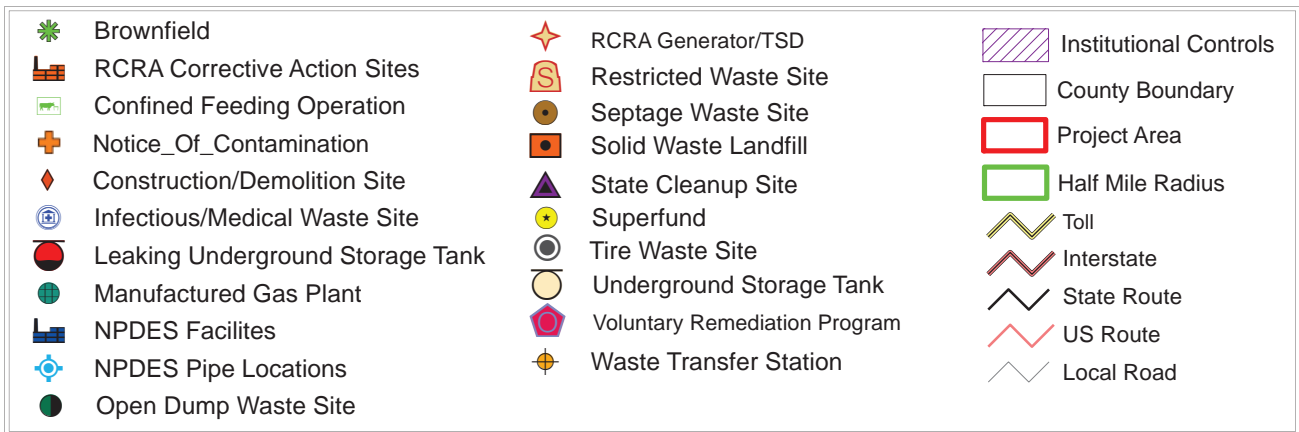 Brownfield
RCRA Corrective Action Sites
Confined Feeding Operation
Notice_Of_Contamination
Construction/Demolition Site
Infectious/Medical Waste Site
Leaking Underground Storage Tank
Manufactured Gas Plant
NPDES Facilites
NPDES Pipe Locations
Open Dump Waste Site
RCRA Generator/TSD
S
Restricted Waste Site
Septage Waste Site
Solid Waste Landfill
State Cleanup Site
Superfund
Tire Waste Site
Underground Storage Tank
Voluntary Remediation Program
Waste Transfer Station
Institutional Controls
County Boundary
Project Area
Half Mile Radius
Toll
Interstate
State Route
US Route
Local Road